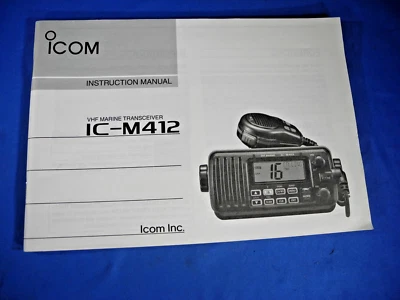 ICOM
INSTRUCTION MANUAL
VHF MARINE TRANSCEIVER
IC-M412
16
Icom Inc.